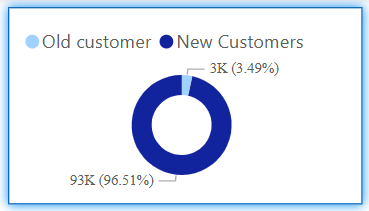 Old customer New Customers
3K (3.49%)
93K (96.51%)